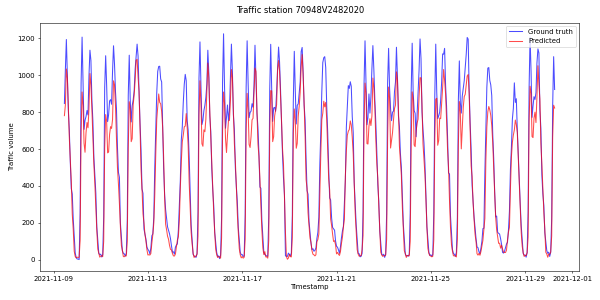 Traffic station 70948V2482020
Ground truth
Predicted
Traffic volume
1200
1000
800
600
400
200
0
2021-11-09
2021-11-13
2021-11-17
2021-11-21
2021-11-25
2021-11-29
2021-12-01
Timestamp